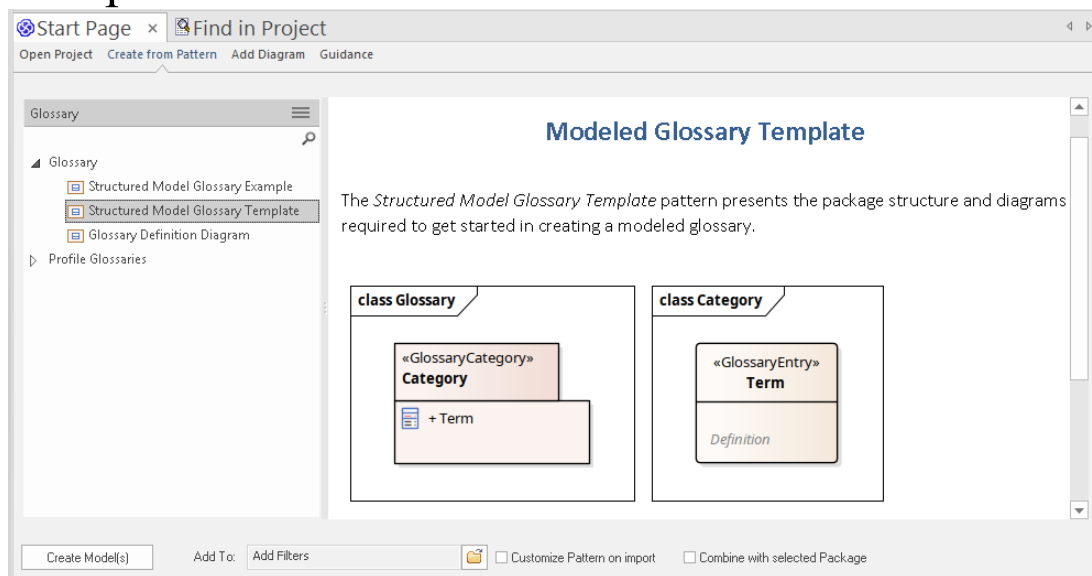 Start Page × Find in Project
Open Project Create from Pattern Add Diagram Guidance
Glossary
Glossary
Structured Model Glossary Example
Structured Model Glossary Template
Glossary Definition Diagram
Profile Glossaries
Modeled Glossary Template
The Structured Model Glossary Template pattern presents the package structure and diagrams
required to get started in creating a modeled glossary.
class Glossary
«GlossaryCategory»
Category
+ Term
class Category
«GlossaryEntry»
Term
Definition
Create Model(s) Add To: Add Filters Customize Pattern on import Combine with selected Package